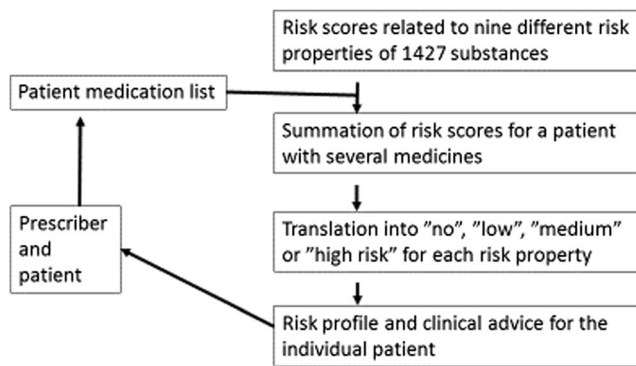 Risk scores related to nine different risk
properties of 1427 substances
Patient medication list
Summation of risk scores for a patient
with several medicines
Prescriber
and
patient
Translation into ”no”, ”low”, ”medium”
or ”high risk” for each risk property
Risk profile and clinical advice for the
individual patient